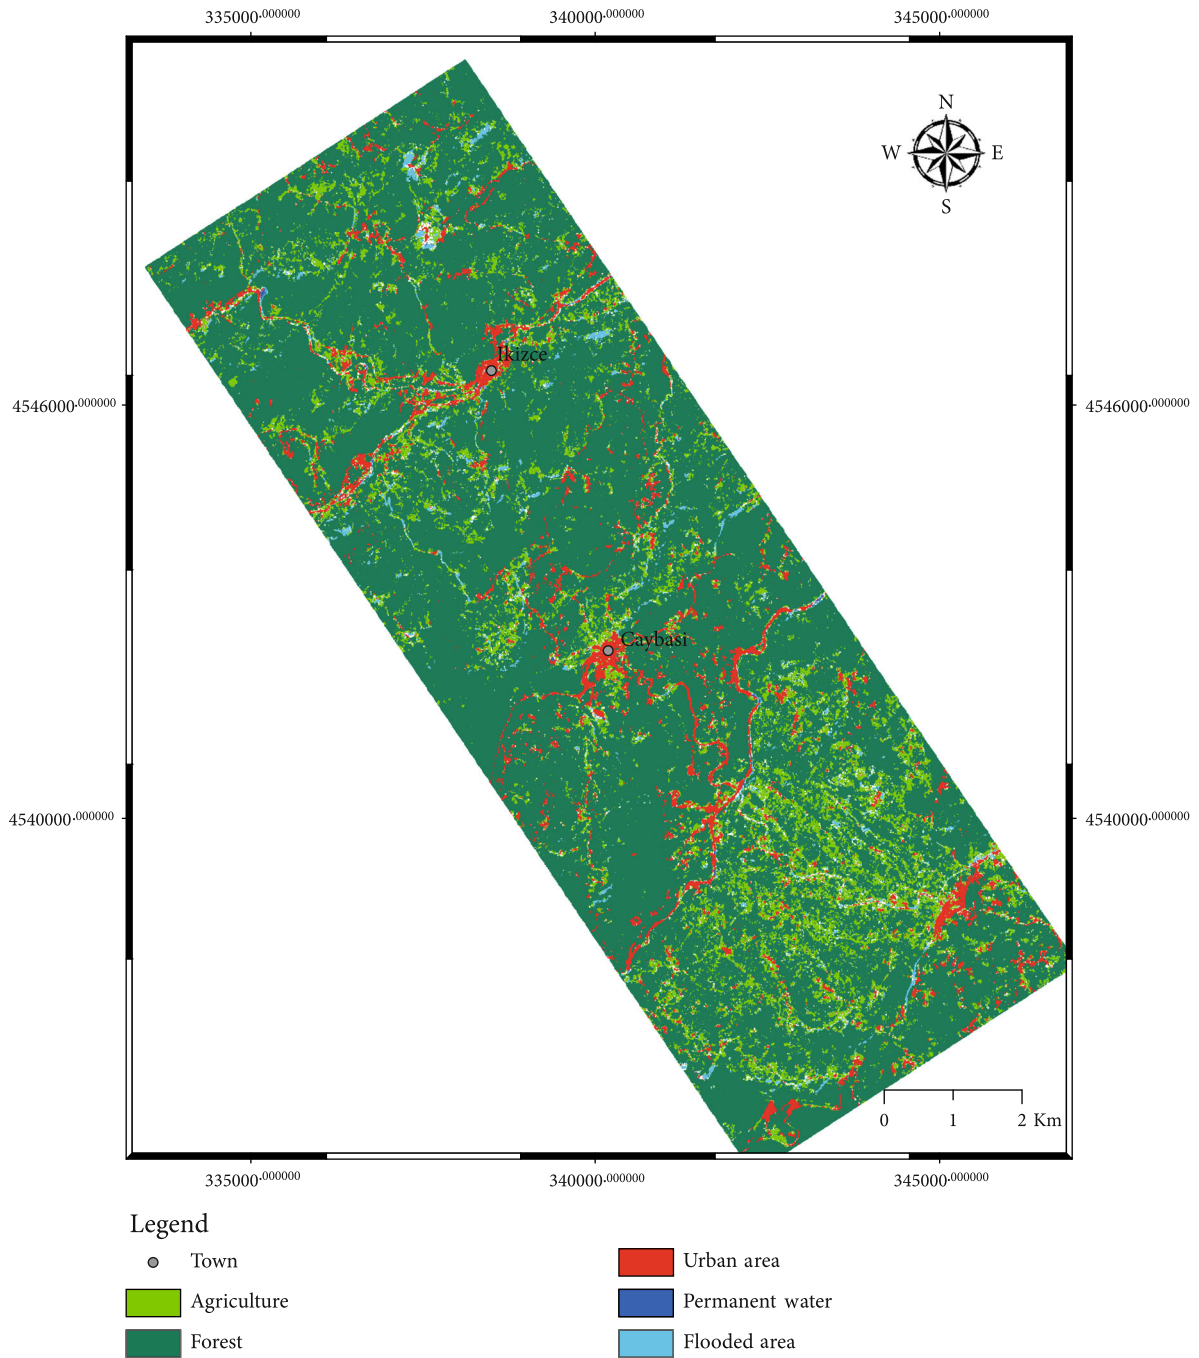 335000.000000 340000.000000 345000.000000
N
W E
S
Ikizce
4546000.000000 4546000.000000
Caybasi
4540000.000000 4540000.000000
0 1 2 Km
335000.000000 340000.000000 345000.000000
Legend
Town Urban area
Agriculture Permanent water
Forest Flooded area